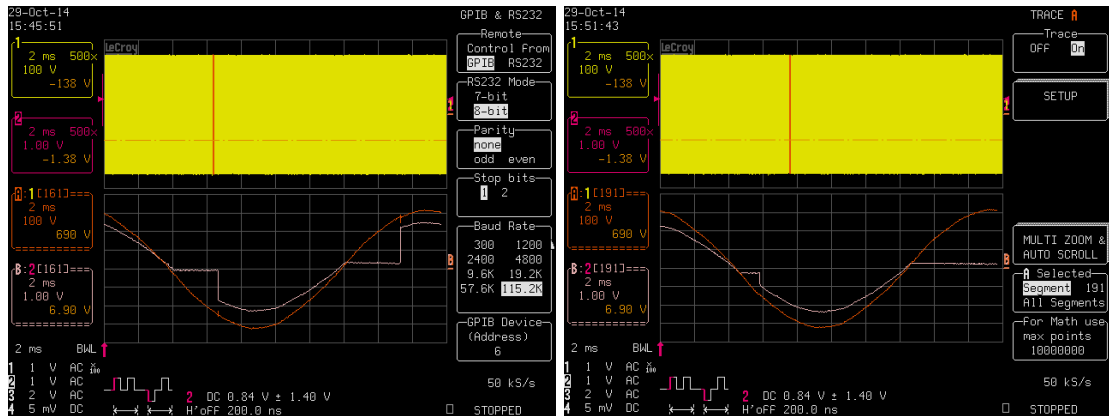 29-Oct-14
15:45:51
1
2 ms 500×
100 V
-138 V
2
2 ms 500×
1.00 V
-1.38 V
A:1[161]===
2 ms
100 V
690 V
B:2[161]===
2 ms
1.00 V
6.90 V
2 ms BWL
1 1 V AC ×100
2 1 V AC
3 2 V AC
4 5 mV DC
LeCroy
1
B
2 DC 0.84 V ± 1.40 V
H'oFF 200.0 ns
GPIB & RS232
Remote
Control From
GPIB RS232
RS232 Mode
7-bit
8-bit
Parity
none
odd even
Stop bits
1 2
Baud Rate
300 1200
2400 4800
9.6K 19.2K
57.6K 115.2K
GPIB Device
(Address)
6
50 kS/s
STOPPED
29-Oct-14
15:51:43
1
2 ms 500×
100 V
-138 V
2
2 ms 500×
1.00 V
-1.38 V
A:1[191]===
2 ms
100 V
690 V
B:2[191]===
2 ms
1.00 V
6.90 V
2 ms BWL
1 1 V AC ×100
2 1 V AC
3 2 V AC
4 5 mV DC
LeCroy
1
B
2 DC 0.84 V ± 1.40 V
H'oFF 200.0 ns
TRACE A
Trace
OFF On
SETUP
MULTI ZOOM &
AUTO SCROLL
A Selected
Segment 191
All Segments
For Math use
max points
10000000
50 kS/s
STOPPED